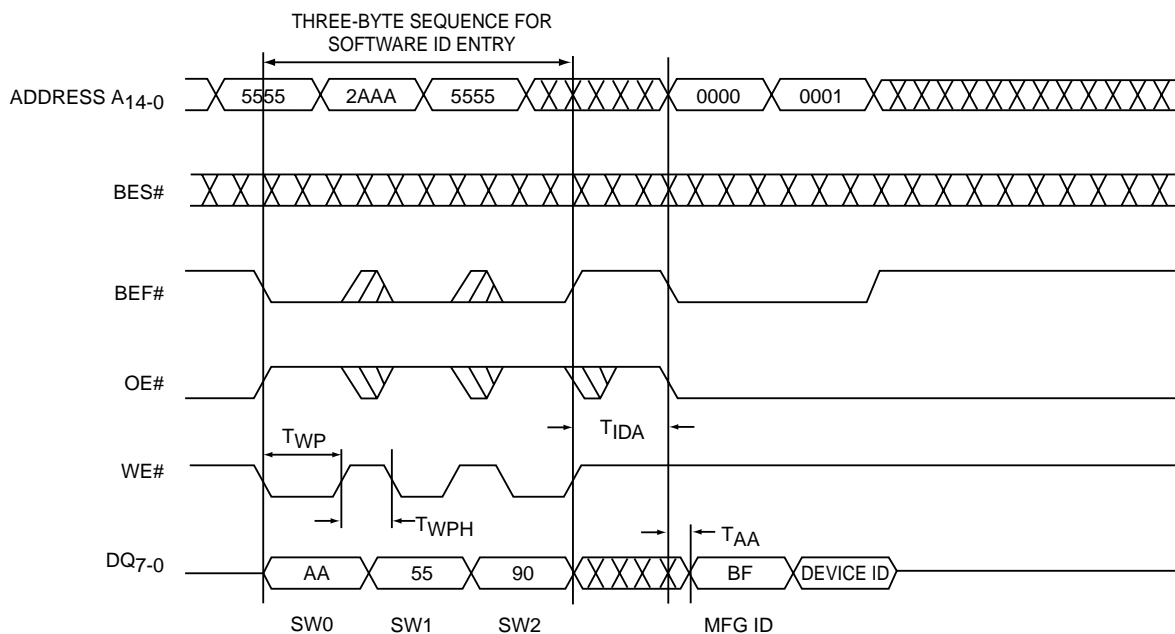 THREE-BYTE SEQUENCE FOR
SOFTWARE ID ENTRY
ADDRESS A14-0
5555
2AAA
5555
0000
0001
BES#
BEF#
OE#
TIDA
TWP
WE#
TWPH
TAA
DQ7-0
AA
55
90
BF
DEVICE ID
SW0
SW1
SW2
MFG ID